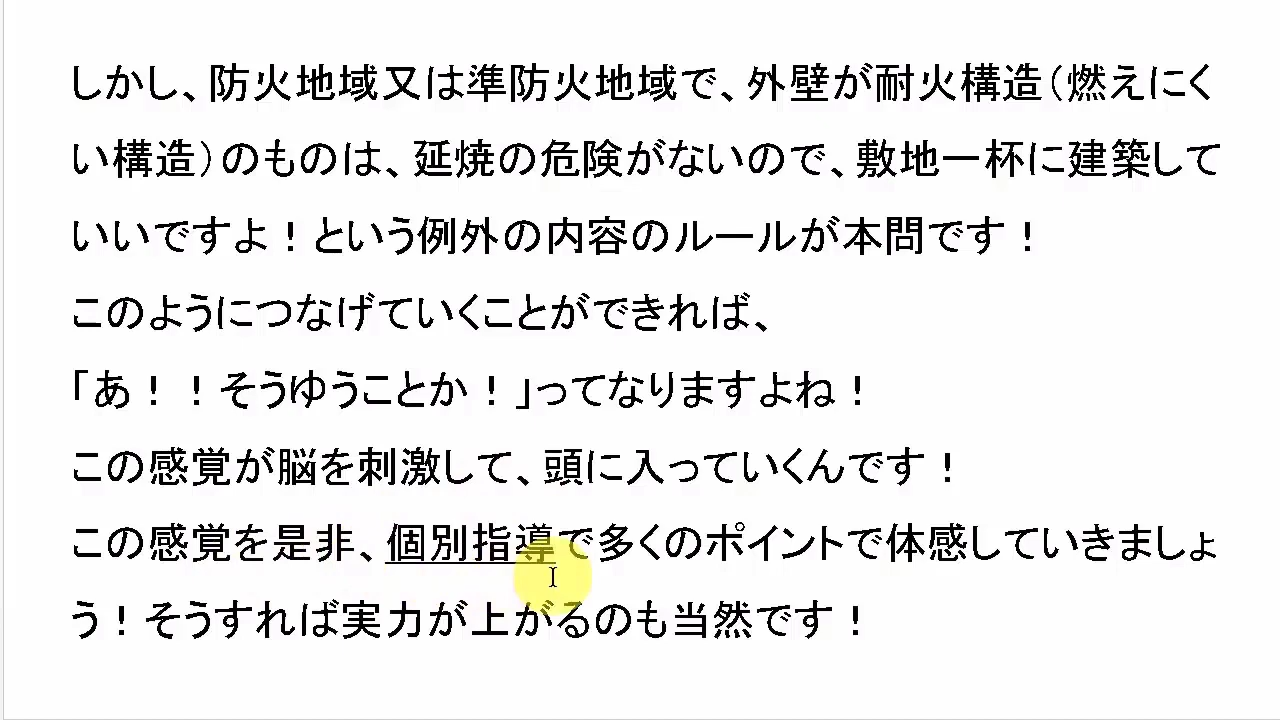 しかし、防火地域又は準防火地域で、外壁が耐火構造（燃えにく
い構造）のものは、延焼の危険がないので、敷地一杯に建築して
いいですよ！という例外の内容のルールが本問です！
このようにつなげていくことができれば、
「あ！！そうゆうことか！」ってなりますよね！
この感覚が脳を刺激して、頭に入っていくんです！
この感覚を是非、個別指導で多くのポイントで体感していきましょ
う！そうすれば実力が上がるのも当然です！